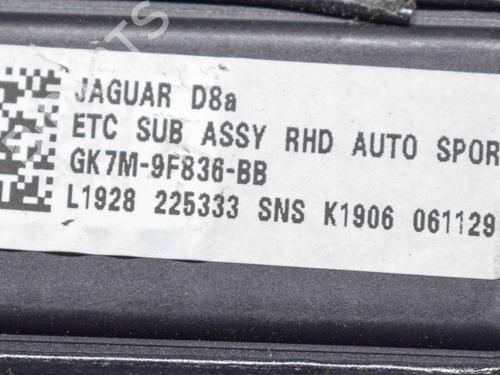 JAGUAR D8a
ETC SUB ASSY RHD AUTO SPOR
GK7M-9F836-BB
L1928 225333 SNS K1906 061129